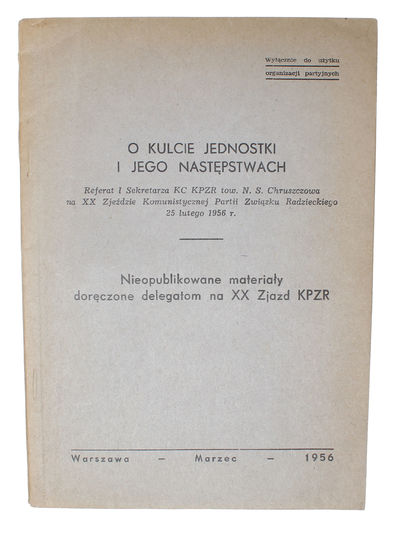 Wyłącznie do użytku
organizacji partyjnych
O KULCIE JEDNOSTKI
I JEGO NASTĘPSTWACH
Referat I Sekretarza KC KPZR tow. N. S. Chruszczowa
na XX Zjeździe Komunistycznej Partii Związku Radzieckiego
25 lutego 1956 r.
Nieopublikowane materiały
doręczone delegatom na XX Zjazd KPZR
Warszawa — Marzec — 1956